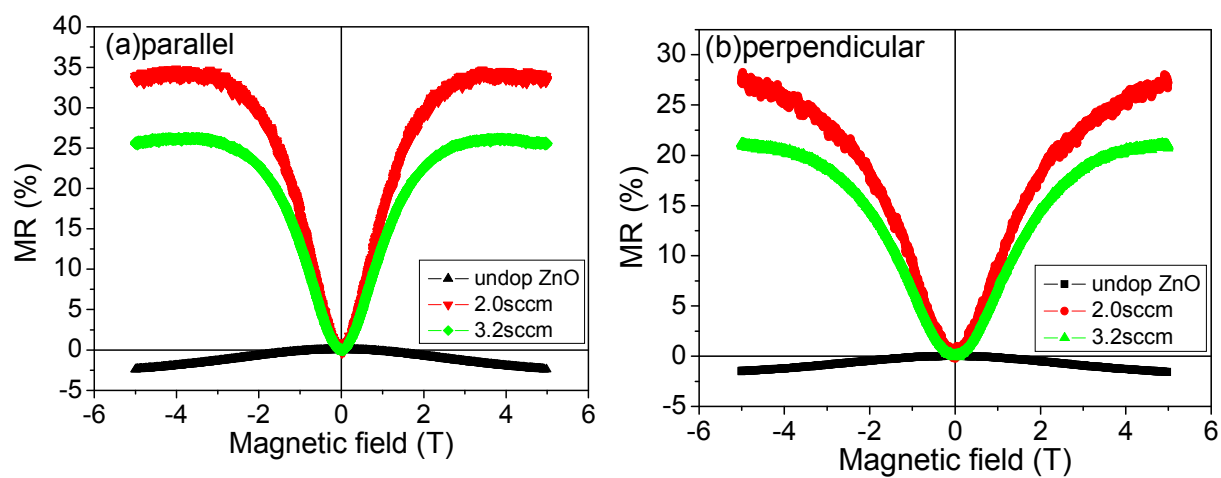 (a)parallel
MR (%)
40
35
30
25
20
15
10
5
0
-5
-6 -4 -2 0 2 4 6
Magnetic field (T)
undop ZnO
2.0sccm
3.2sccm
(b)perpendicular
MR (%)
30
25
20
15
10
5
0
-5
-6 -4 -2 0 2 4 6
Magnetic field (T)
undop ZnO
2.0sccm
3.2sccm